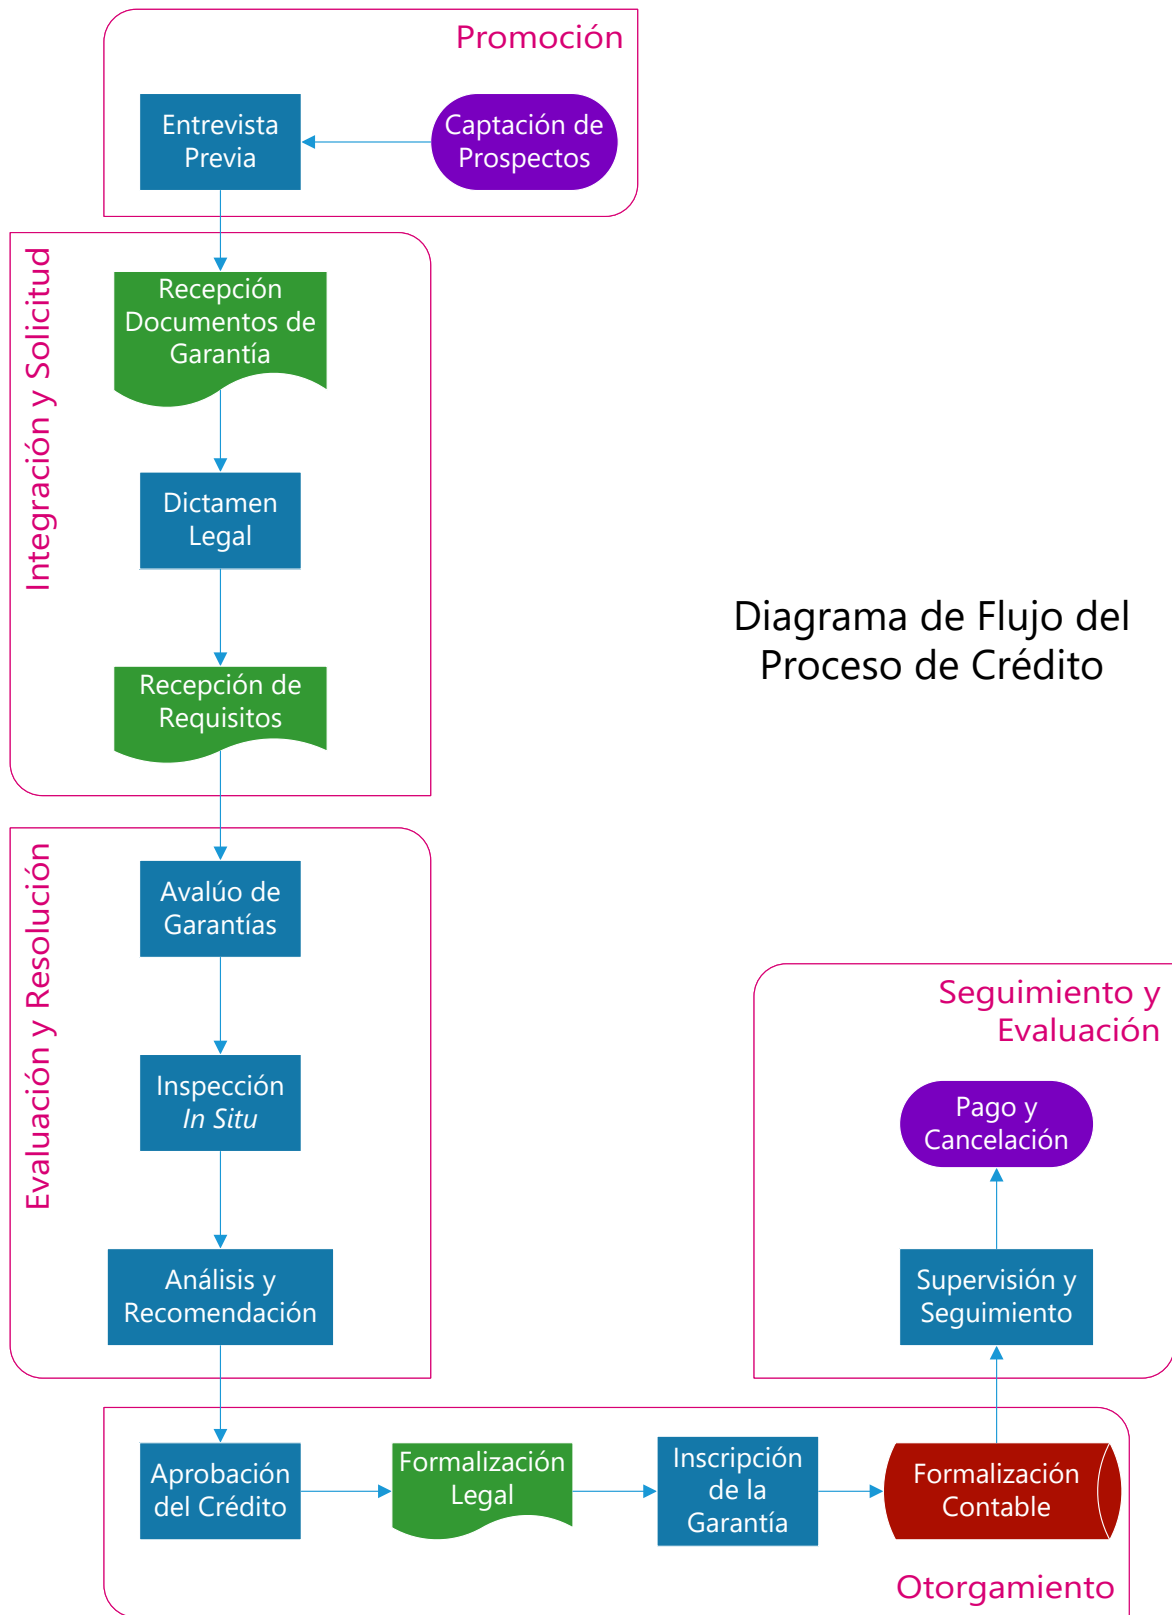 Promoción
Entrevista
Previa
Captación de
Prospectos
Integración y Solicitud
Recepción
Documentos de
Garantía
Dictamen
Legal
Recepción de
Requisitos
Diagrama de Flujo del
Proceso de Crédito
Evaluación y Resolución
Avalúo de
Garantías
Inspección
In Situ
Análisis y
Recomendación
Aprobación
del Crédito
Formalización
Legal
Inscripción
de la
Garantía
Formalización
Contable
Otorgamiento
Seguimiento y
Evaluación
Supervisión y
Seguimiento
Pago y
Cancelación